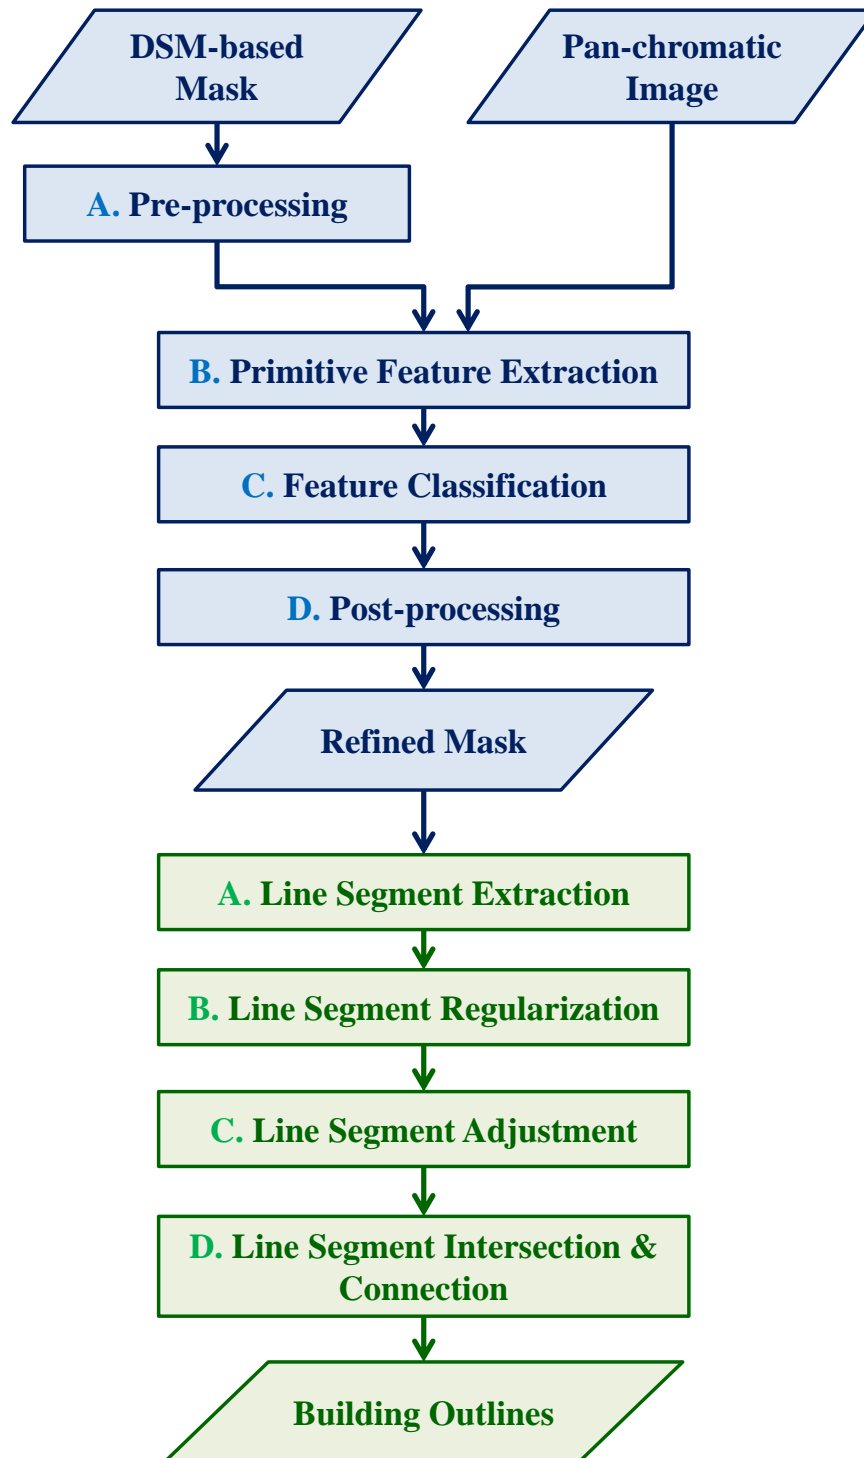 DSM-based
Mask
Pan-chromatic
Image
A. Pre-processing
B. Primitive Feature Extraction
C. Feature Classification
D. Post-processing
Refined Mask
A. Line Segment Extraction
B. Line Segment Regularization
C. Line Segment Adjustment
D. Line Segment Intersection &
Connection
Building Outlines